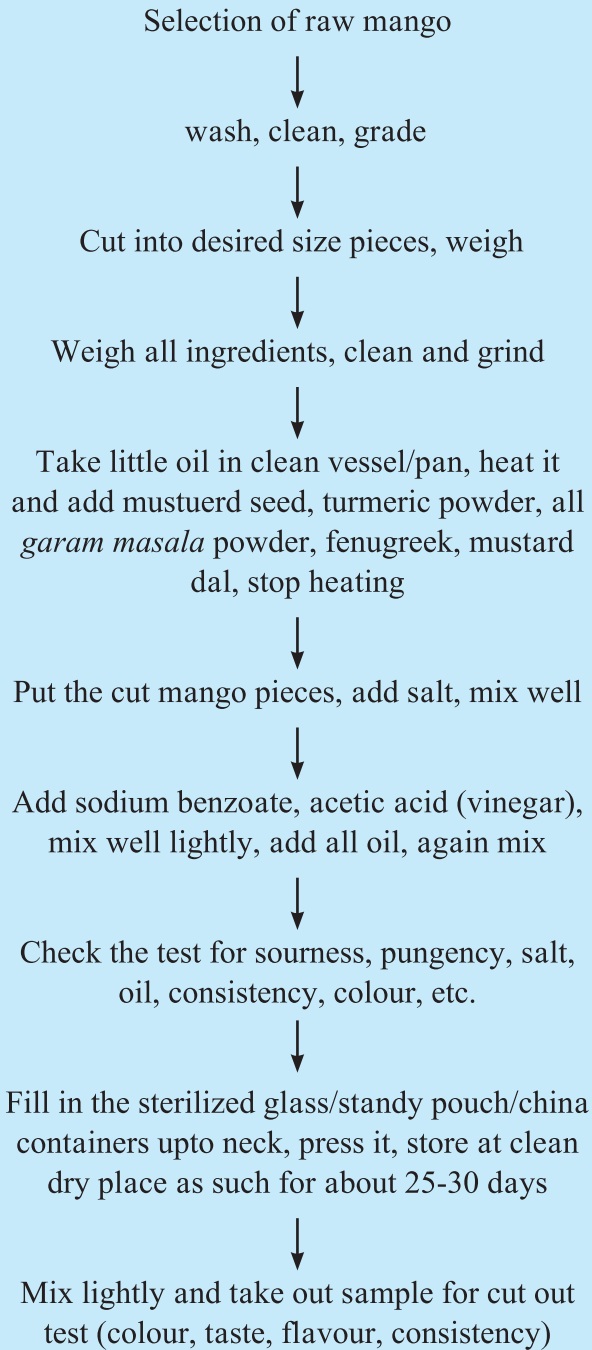 Selection of raw mango
wash, clean, grade
Cut into desired size pieces, weigh
Weigh all ingredients, clean and grind
Take little oil in clean vessel/pan, heat it
and add mustuerd seed, turmeric powder, all
garam masala powder, fenugreek, mustard
dal, stop heating
Put the cut mango pieces, add salt, mix well
Add sodium benzoate, acetic acid (vinegar),
mix well lightly, add all oil, again mix
Check the test for sourness, pungency, salt,
oil, consistency, colour, etc.
Fill in the sterilized glass/standy pouch/china
containers upto neck, press it, store at clean
dry place as such for about 25-30 days
Mix lightly and take out sample for cut out
test (colour, taste, flavour, consistency)